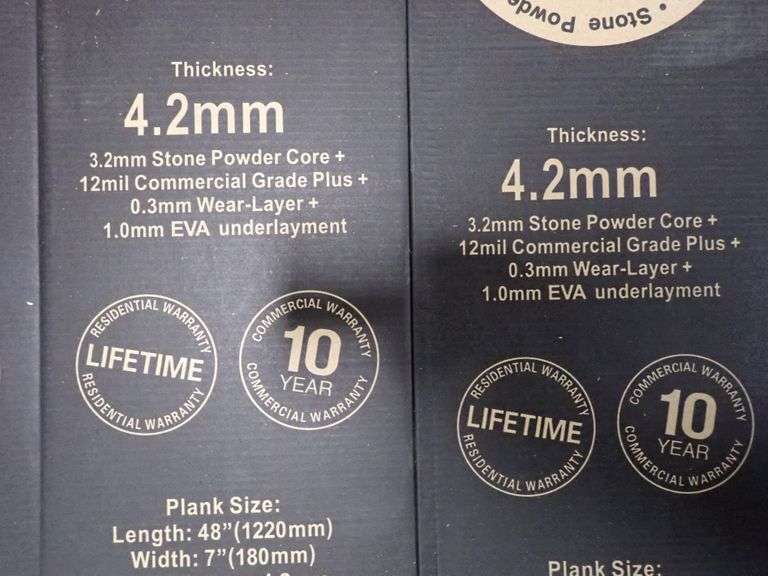 Thickness:
4.2mm
3.2mm Stone Powder Core +
12mil Commercial Grade Plus +
0.3mm Wear-Layer +
1.0mm EVA underlayment
RESIDENTIAL WARRANTY
LIFETIME
RESIDENTIAL WARRANTY
COMMERCIAL WARRANTY
10
YEAR
COMMERCIAL WARRANTY
Plank Size:
Length: 48”(1220mm)
Width: 7”(180mm)
• Stone Powde
Thickness:
4.2mm
3.2mm Stone Powder Core +
12mil Commercial Grade Plus +
0.3mm Wear-Layer +
1.0mm EVA underlayment
RESIDENTIAL WARRANTY
LIFETIME
RESIDENTIAL WARRANTY
COMMERCIAL WARRANTY
10
YEAR
COMMERCIAL WARRANTY
Plank Size: